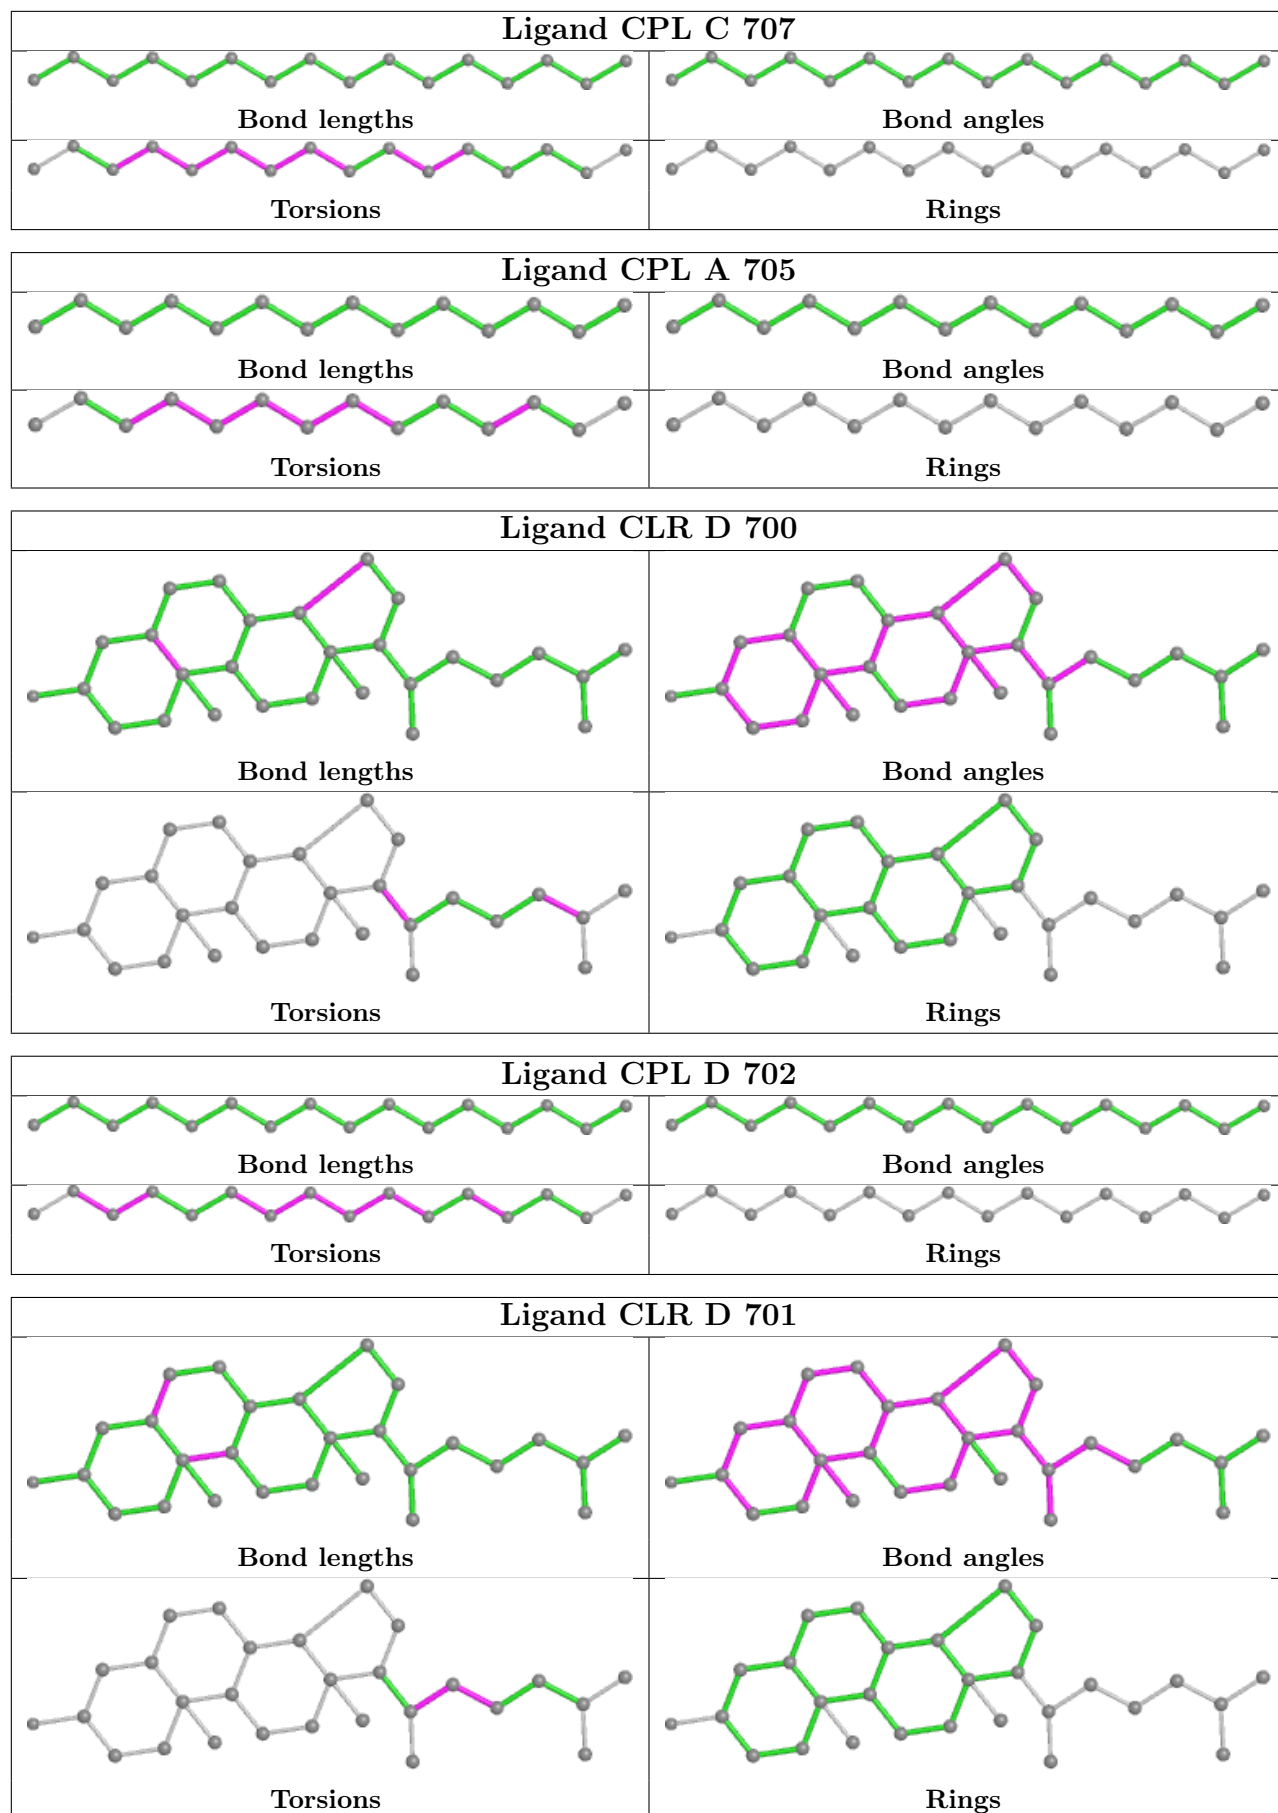 Ligand CPL C 707
Bond lengths
Bond angles
Torsions
Rings
Ligand CPL A 705
Bond lengths
Bond angles
Torsions
Rings
Ligand CLR D 700
Bond lengths
Bond angles
Torsions
Rings
Ligand CPL D 702
Bond lengths
Bond angles
Torsions
Rings
Ligand CLR D 701
Bond lengths
Bond angles
Torsions
Rings